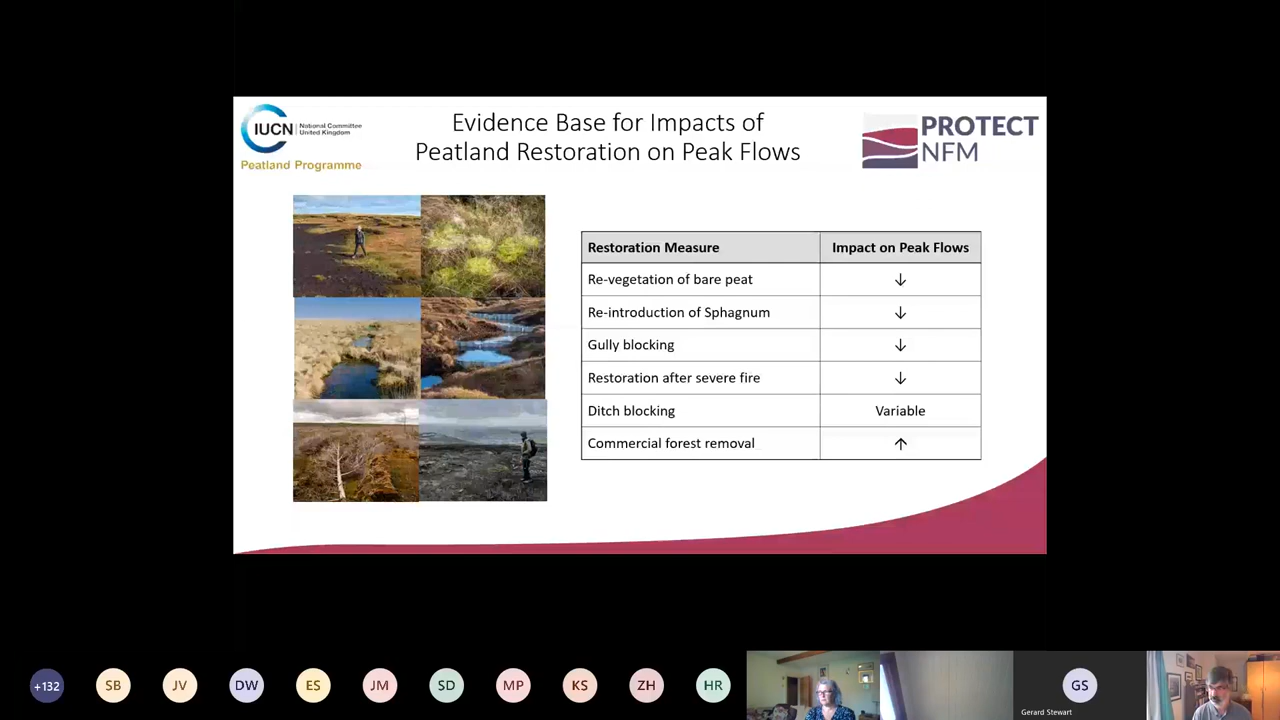 IUCN
National Committee
United Kingdom
Peatland Programme
Evidence Base for Impacts of
Peatland Restoration on Peak Flows
PROTECT
NFM
Restoration Measure Impact on Peak Flows
Re-vegetation of bare peat ↓
Re-introduction of Sphagnum ↓
Gully blocking ↓
Restoration after severe fire ↓
Ditch blocking Variable
Commercial forest removal ↑
+132 SB JV DW ES JM SD MP KS ZH HR GS
Gerard Stewart